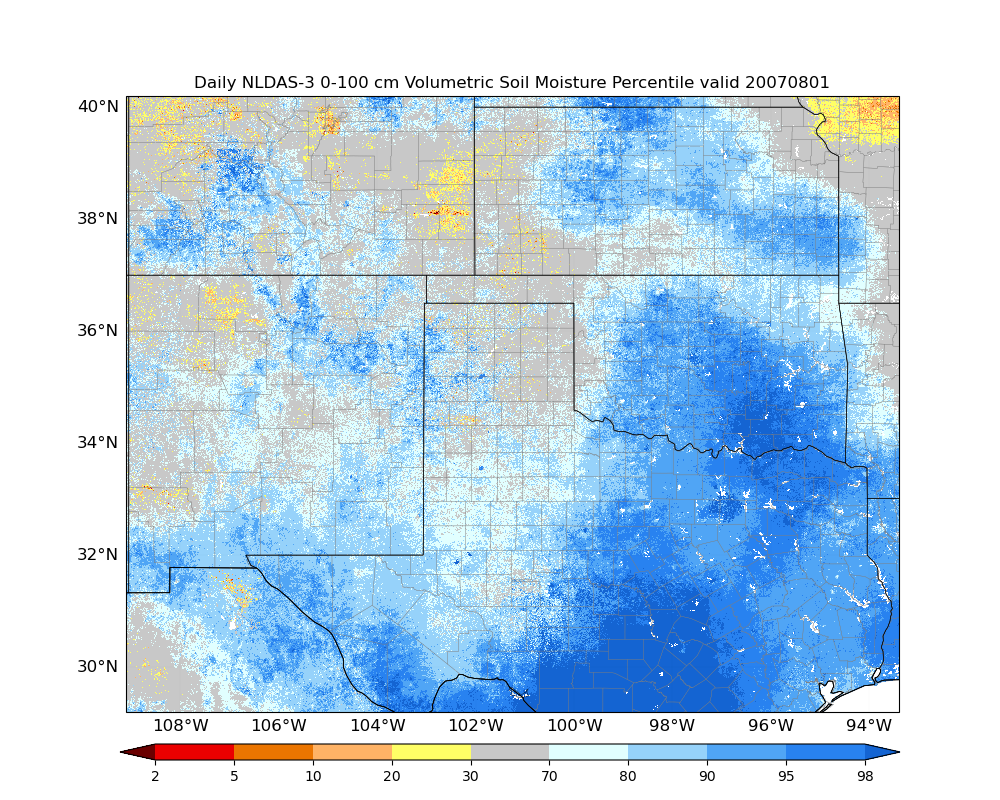 Daily NLDAS-3 0-100 cm Volumetric Soil Moisture Percentile valid 20070801
40°N
38°N
36°N
34°N
32°N
30°N
108°W 106°W 104°W 102°W 100°W 98°W 96°W 94°W
2 5 10 20 30 70 80 90 95 98